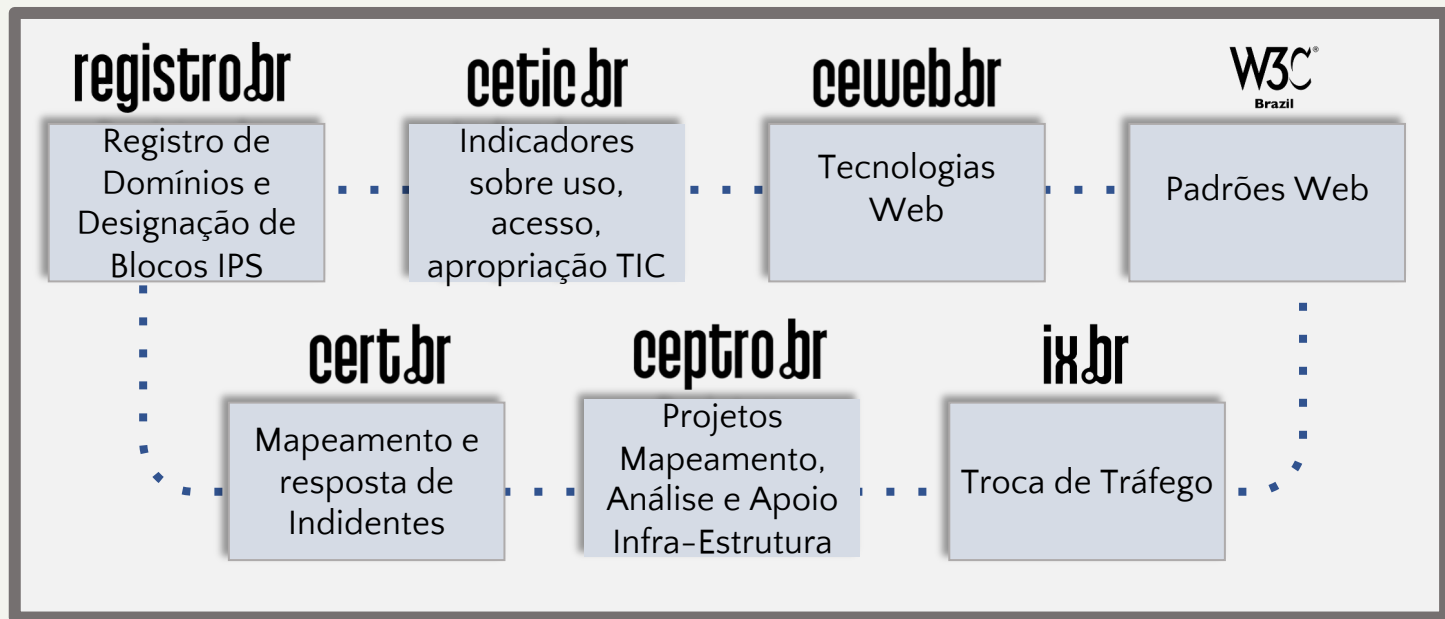 registro.br
Registro de
Domínios e
Designação de
Blocos IPS
cetic.br
Indicadores
sobre uso,
acesso,
apropriação TIC
ceweb.br
Tecnologias
Web
W3C®
Brazil
Padrões Web
cert.br
Mapeamento e
resposta de
Indidentes
ceptro.br
Projetos
Mapeamento,
Análise e Apoio
Infra-Estrutura
ix.br
Troca de Tráfego